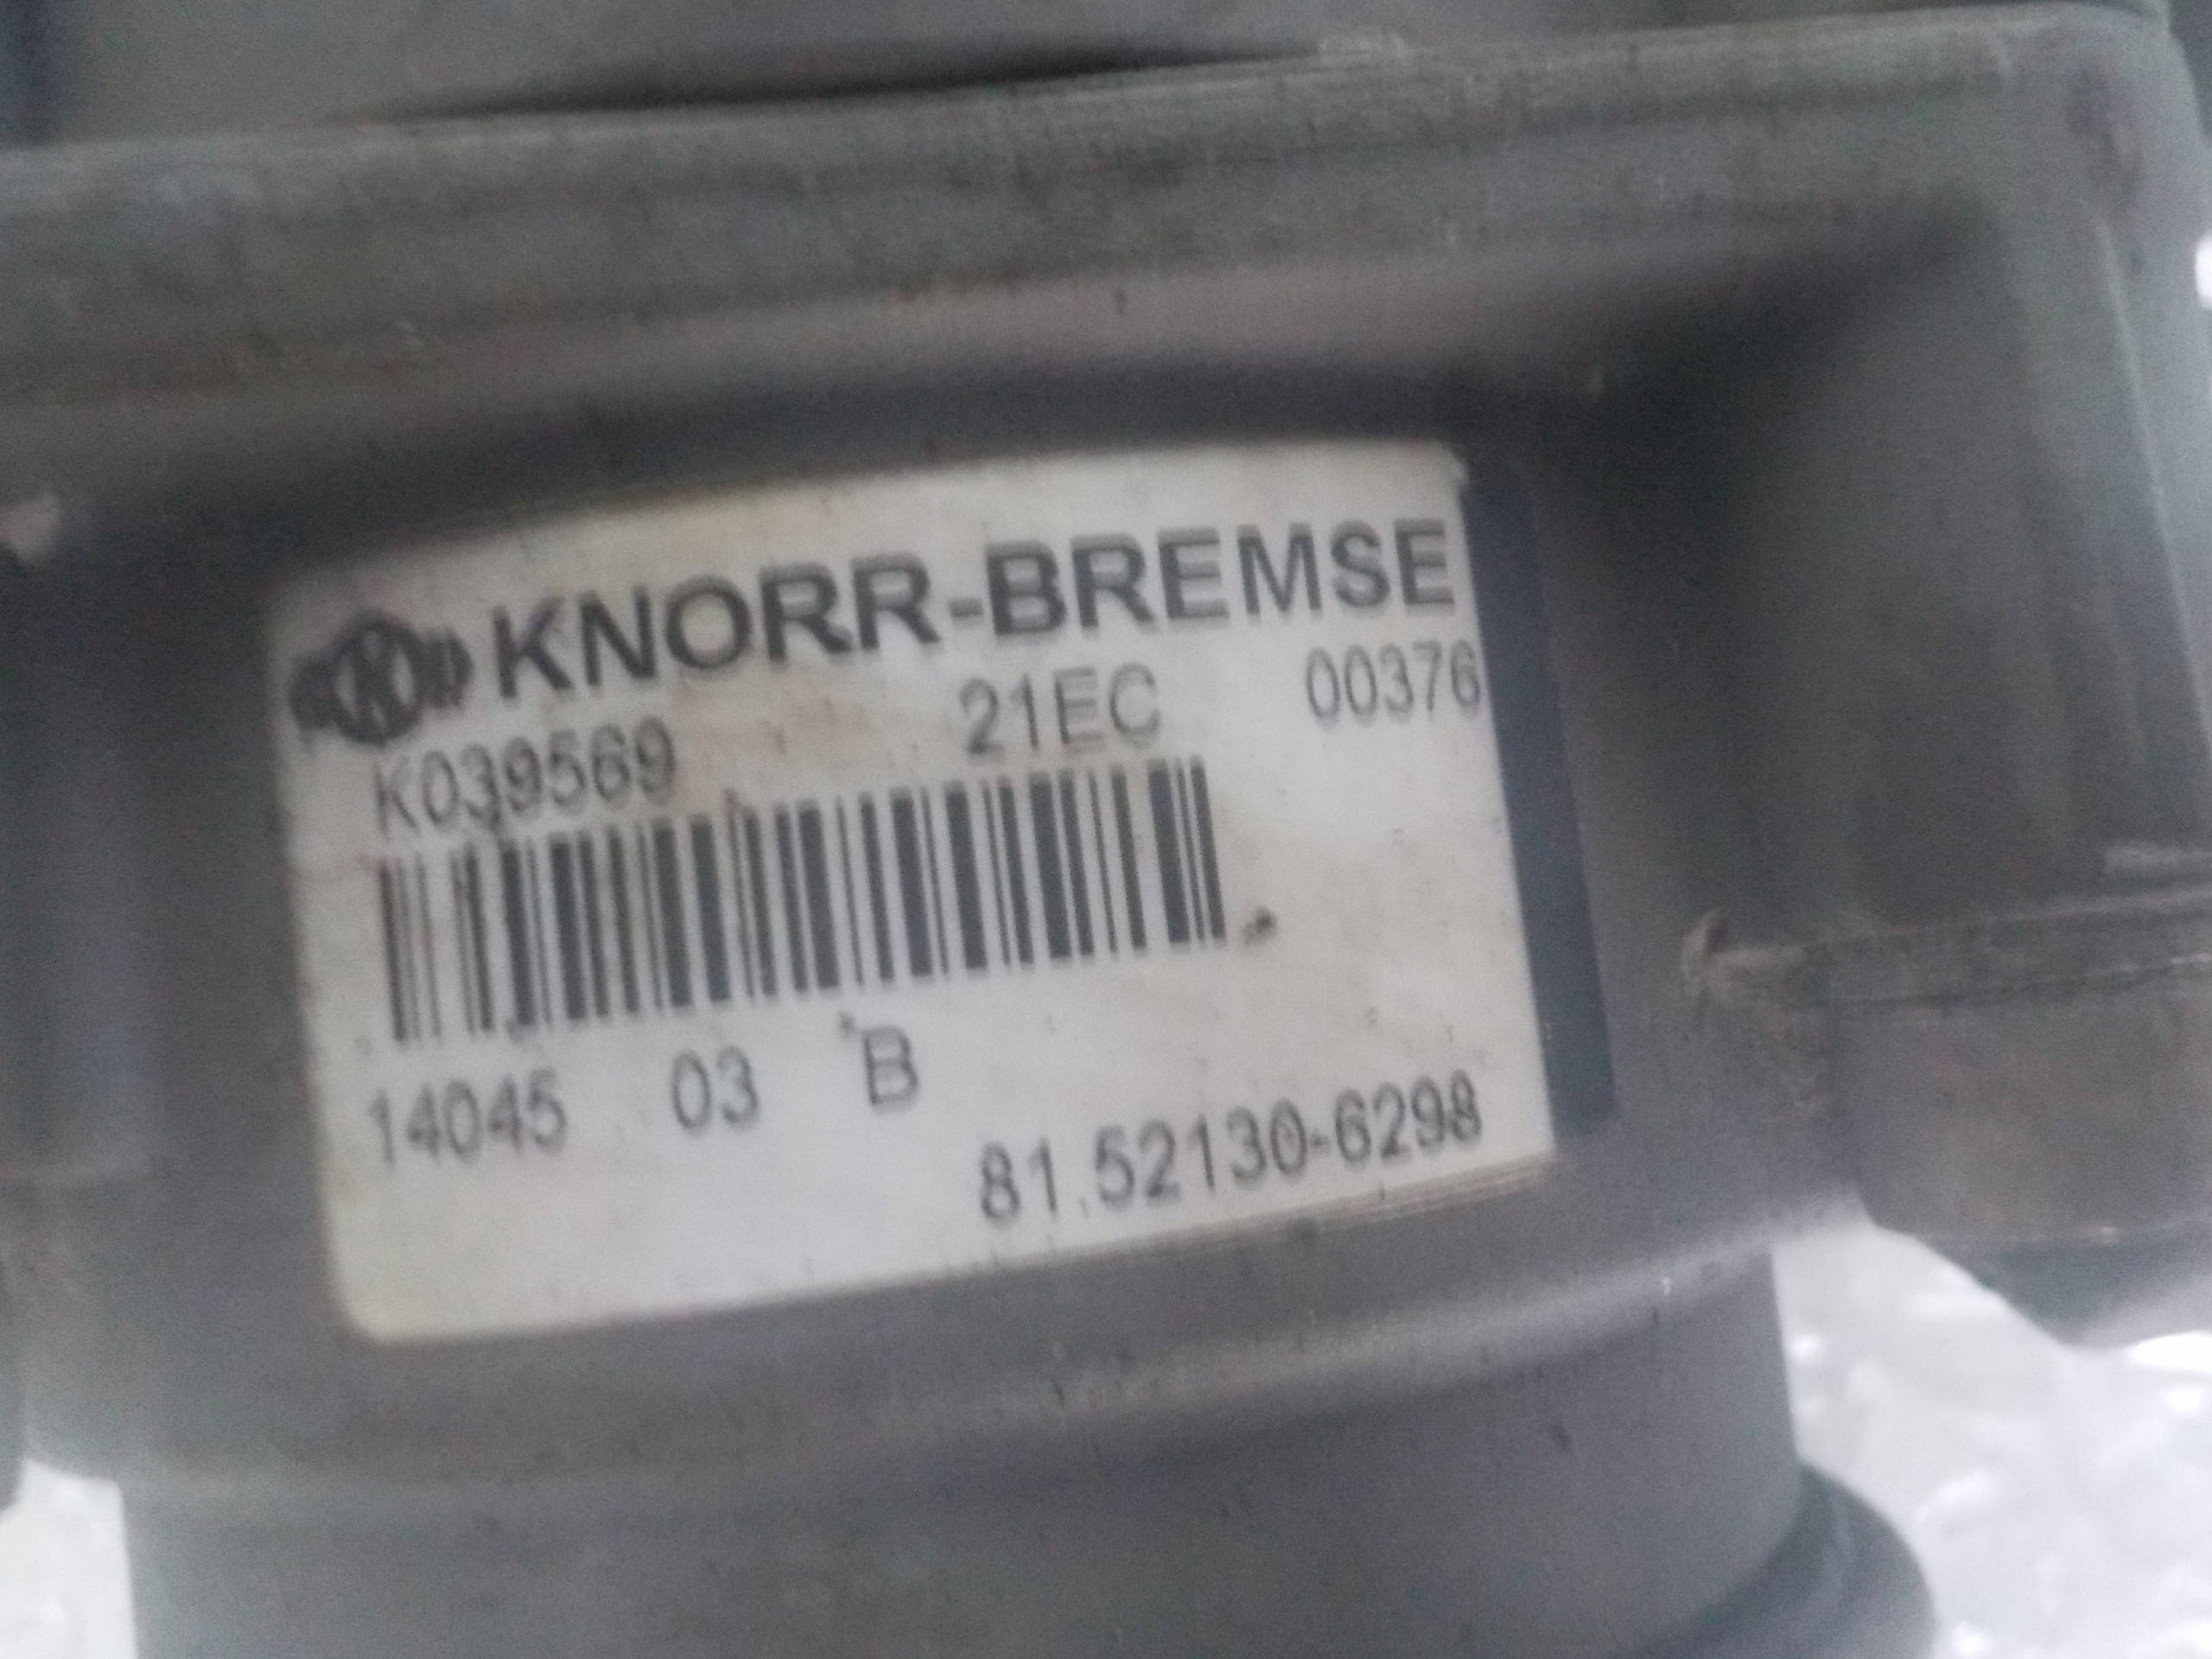 KNORR-BREMSE
K039569 21EC 00376
14045 03 B
81.52130-6298